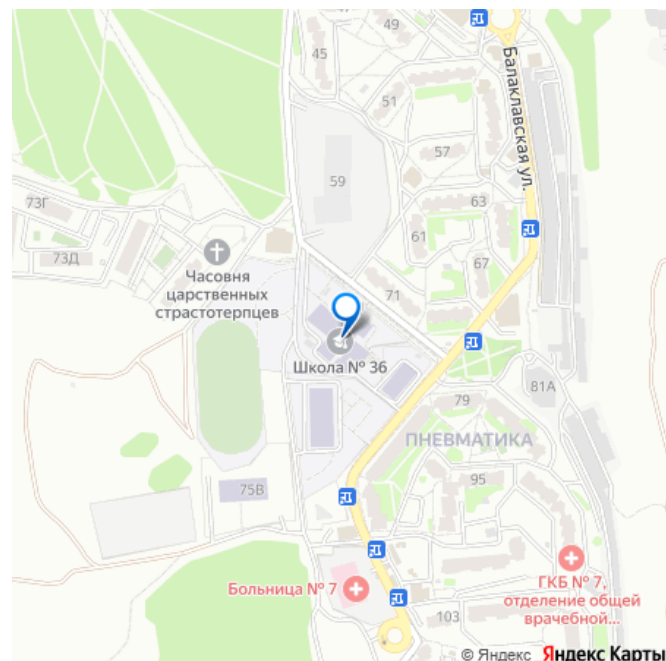 47
49
45
Балаклавская ул.
51
57
59
63
73Г
61
73Д
Часовня
царственных
страстотерпцев
67
71
Школа № 36
81А
79
ПНЕВМАТИКА
95
75В
Больница № 7
ГКБ № 7,
отделение общей
врачебной...
103
© Яндекс Яндекс Карты